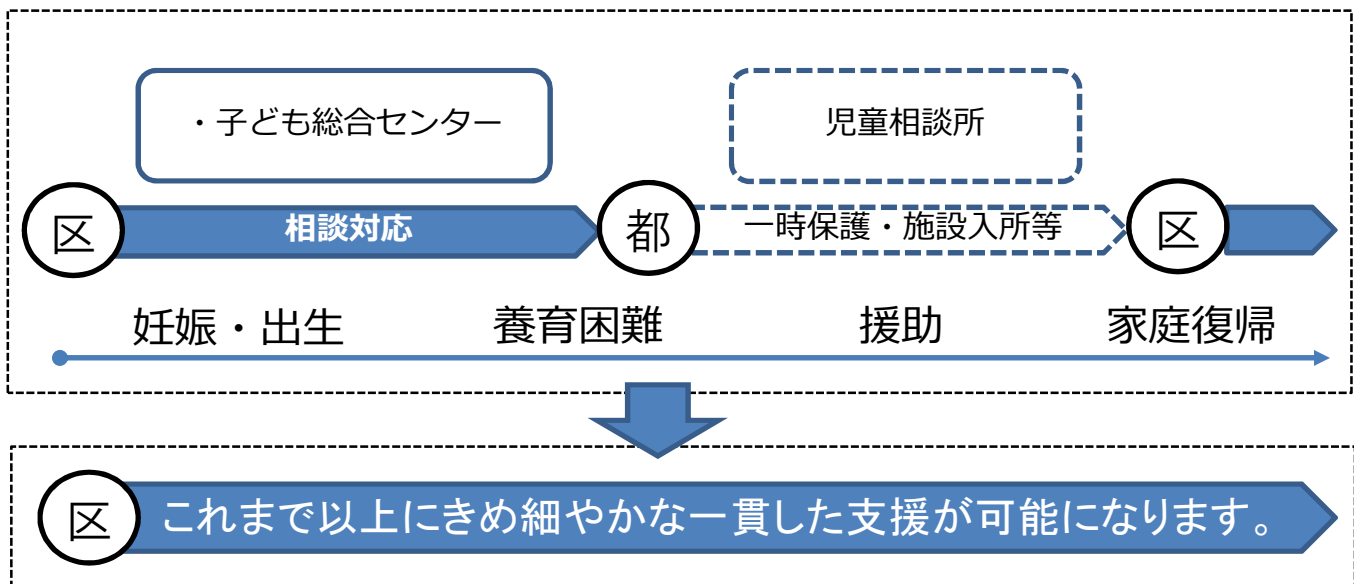 ・子ども総合センター
児童相談所
区
相談対応
都
一時保護・施設入所等
区
妊娠・出生
養育困難
援助
家庭復帰
区
これまで以上にきめ細やかな一貫した支援が可能になります。